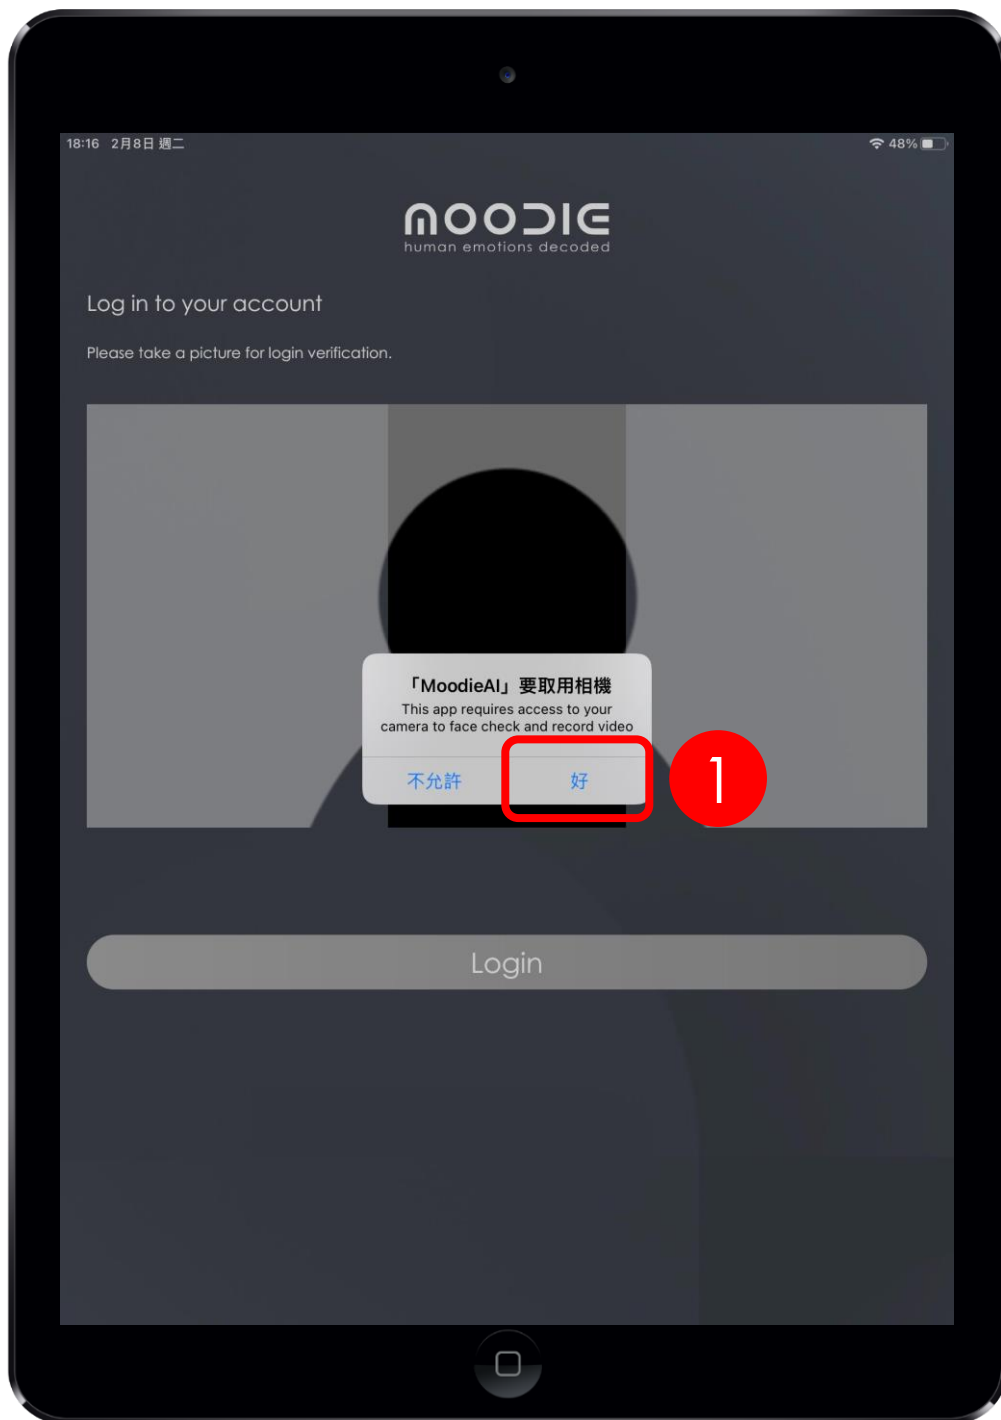 18:16 2月8日 週二
48%
MOODIE
human emotions decoded
Log in to your account
Please take a picture for login verification.
「MoodieAI」要取用相機
This app requires access to your
camera to face check and record video
不允許
好
1
Login